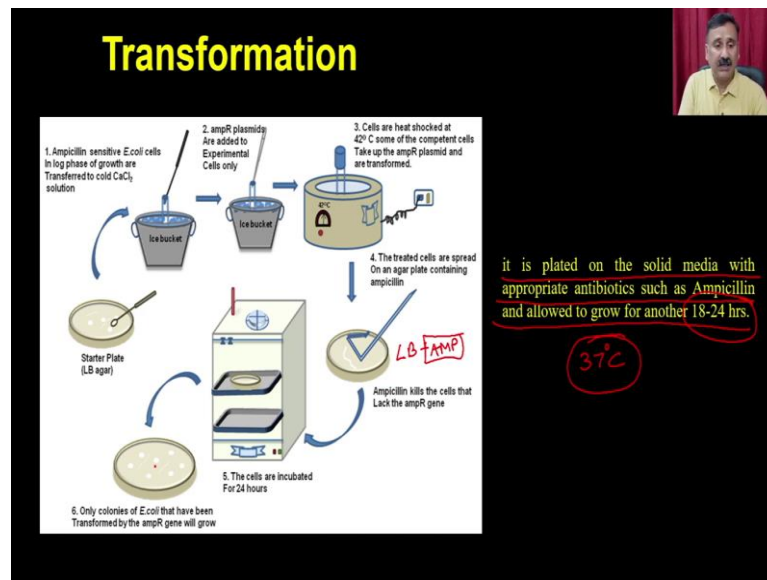 Transformation
1. Ampicillin sensitive E.coli cells
In log phase of growth are
Transferred to cold CaCl₂
solution
2. ampR plasmids
Are added to
Experimental
Cells only
3. Cells are heat shocked at
42⁰ C some of the competent cells
Take up the ampR plasmid and
are transformed.
Ice bucket
Ice bucket
42⁰C
4. The treated cells are spread
On an agar plate containing
ampicillin
Starter Plate
(LB agar)
LB + AMP
Ampicillin kills the cells that
Lack the ampR gene
5. The cells are incubated
For 24 hours
6. Only colonies of E.coli that have been
Transformed by the ampR gene will grow
it is plated on the solid media with
appropriate antibiotics such as Ampicillin
and allowed to grow for another 18-24 hrs.
37°C